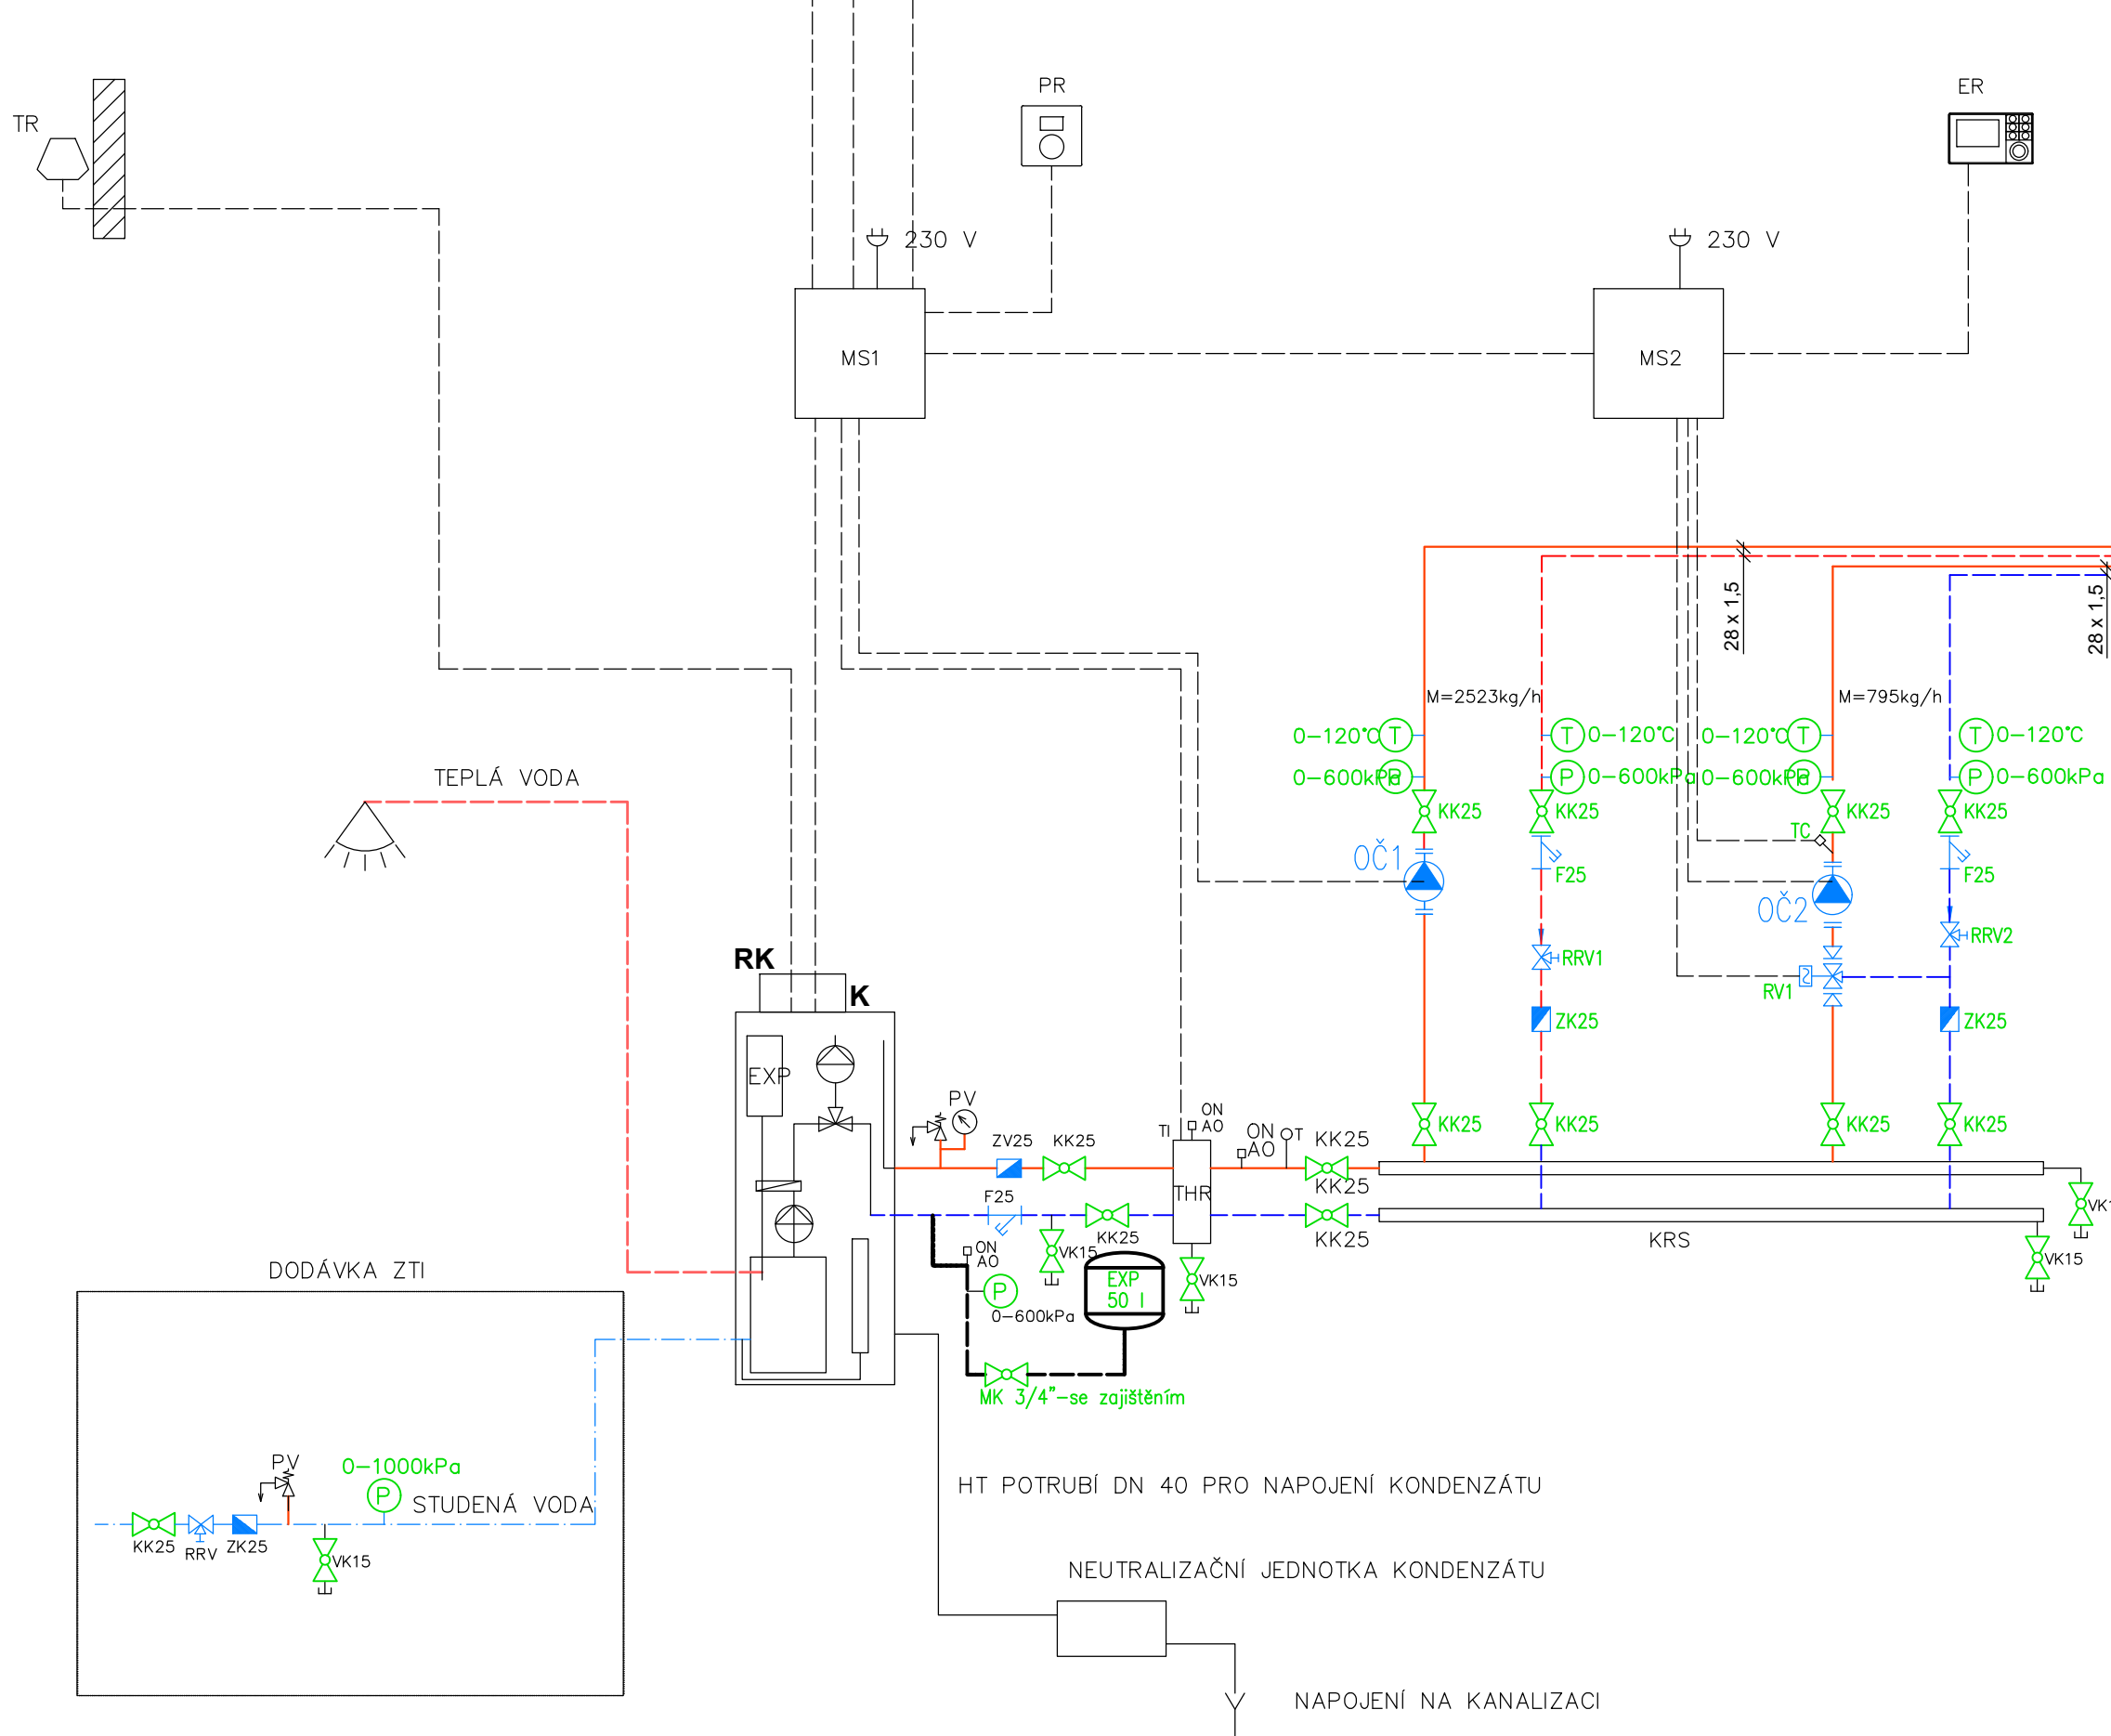 PR
ER
TR
230 V
230 V
MS1
MS2
28 x 1,5
28 x 1,5
M=2523kg/h
M=795kg/h
0-120°C
T
T
0-120°C
0-120°C
T
T
0-120°C
TEPLÁ VODA
0-600kPa
P
P
0-600kPa
0-600kPa
P
P
0-600kPa
KK25
KK25
KK25
KK25
TC
OČ1
F25
F25
OČ2
RRV1
RRV2
RK
K
RV1
ZK25
ZK25
EXP
PV
ON
AO
TI
KK25
KK25
KK25
KK25
ZV25
KK25
ON
AO
T
KK25
KK25
THR
F25
VK15
KK25
KK25
KRS
VK15
ON
AO
VK15
DODÁVKA ZTI
EXP
50 l
P
0-600kPa
MK 3/4"-se zajištěním
PV
0-1000kPa
P
STUDENÁ VODA
HT POTRUBÍ DN 40 PRO NAPOJENÍ KONDENZÁTU
KK25
RRV
ZK25
VK15
NEUTRALIZAČNÍ JEDNOTKA KONDENZÁTU
NAPOJENÍ NA KANALIZACI